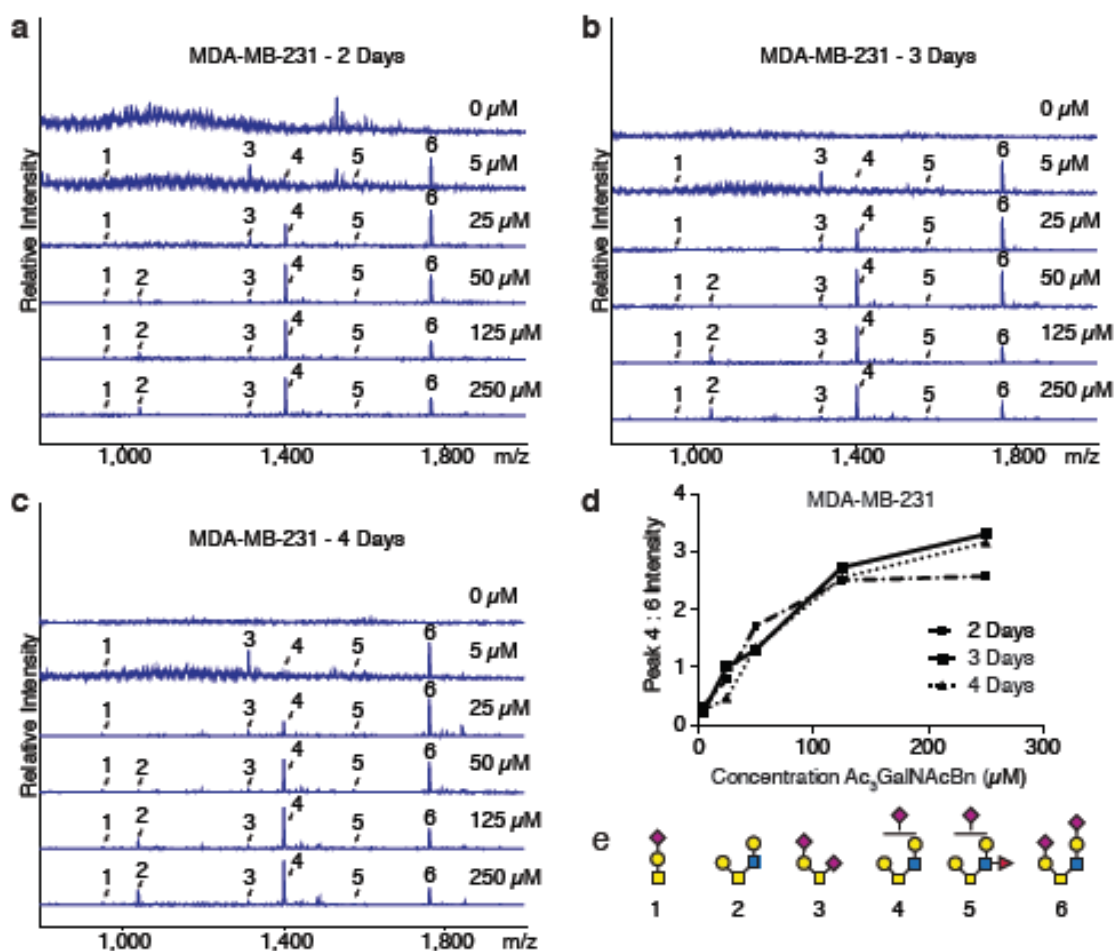 a
MDA-MB-231 - 2 Days
Relative Intensity
0 µM
1 3 4 5 6 5 µM
1 3 4 5 6 25 µM
1 2 3 4 5 6 50 µM
1 2 3 4 5 6 125 µM
1 2 3 4 5 6 250 µM
1,000 1,400 1,800 m/z
b
MDA-MB-231 - 3 Days
Relative Intensity
0 µM
1 3 4 5 6 5 µM
1 3 4 5 6 25 µM
1 2 3 4 5 6 50 µM
1 2 3 4 5 6 125 µM
1 2 3 4 5 6 250 µM
1,000 1,400 1,800 m/z
c
MDA-MB-231 - 4 Days
Relative Intensity
0 µM
1 3 4 5 6 5 µM
1 3 4 5 6 25 µM
1 2 3 4 5 6 50 µM
1 2 3 4 5 6 125 µM
1 2 3 4 5 6 250 µM
1,000 1,400 1,800 m/z
d
MDA-MB-231
Peak 4 : 6 Intensity
4
3
2
1
0
2 Days
3 Days
4 Days
0 100 200 300
Concentration Ac₃GalNAcBn (µM)
e
1 2 3 4 5 6